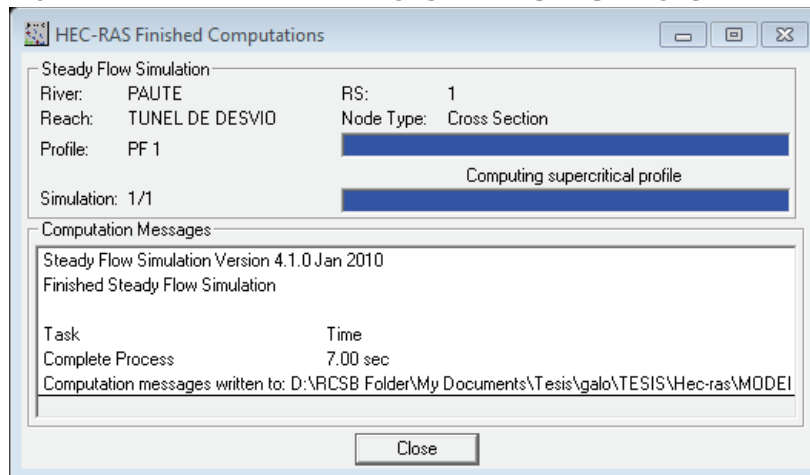 HEC-RAS Finished Computations
Steady Flow Simulation
River: PAUTE RS: 1
Reach: TUNEL DE DESVIO Node Type: Cross Section
Profile: PF 1
Computing supercritical profile
Simulation: 1/1
Computation Messages
Steady Flow Simulation Version 4.1.0 Jan 2010
Finished Steady Flow Simulation
Task Time
Complete Process 7.00 sec
Computation messages written to: D:\RCSB Folder\My Documents\Tesis\galo\TESIS\Hec-ras\MODEI
Close